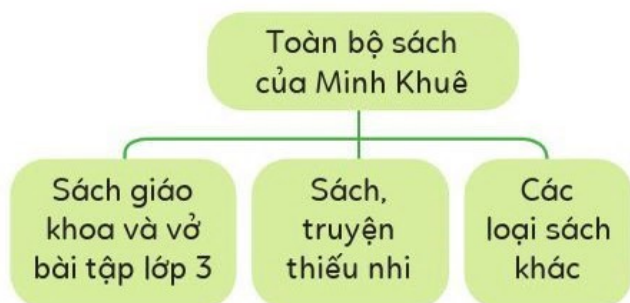 Toàn bộ sách
của Minh Khuê
Sách giáo
khoa và vở
bài tập lớp 3
Sách,
truyện
thiếu nhi
Các
loại sách
khác